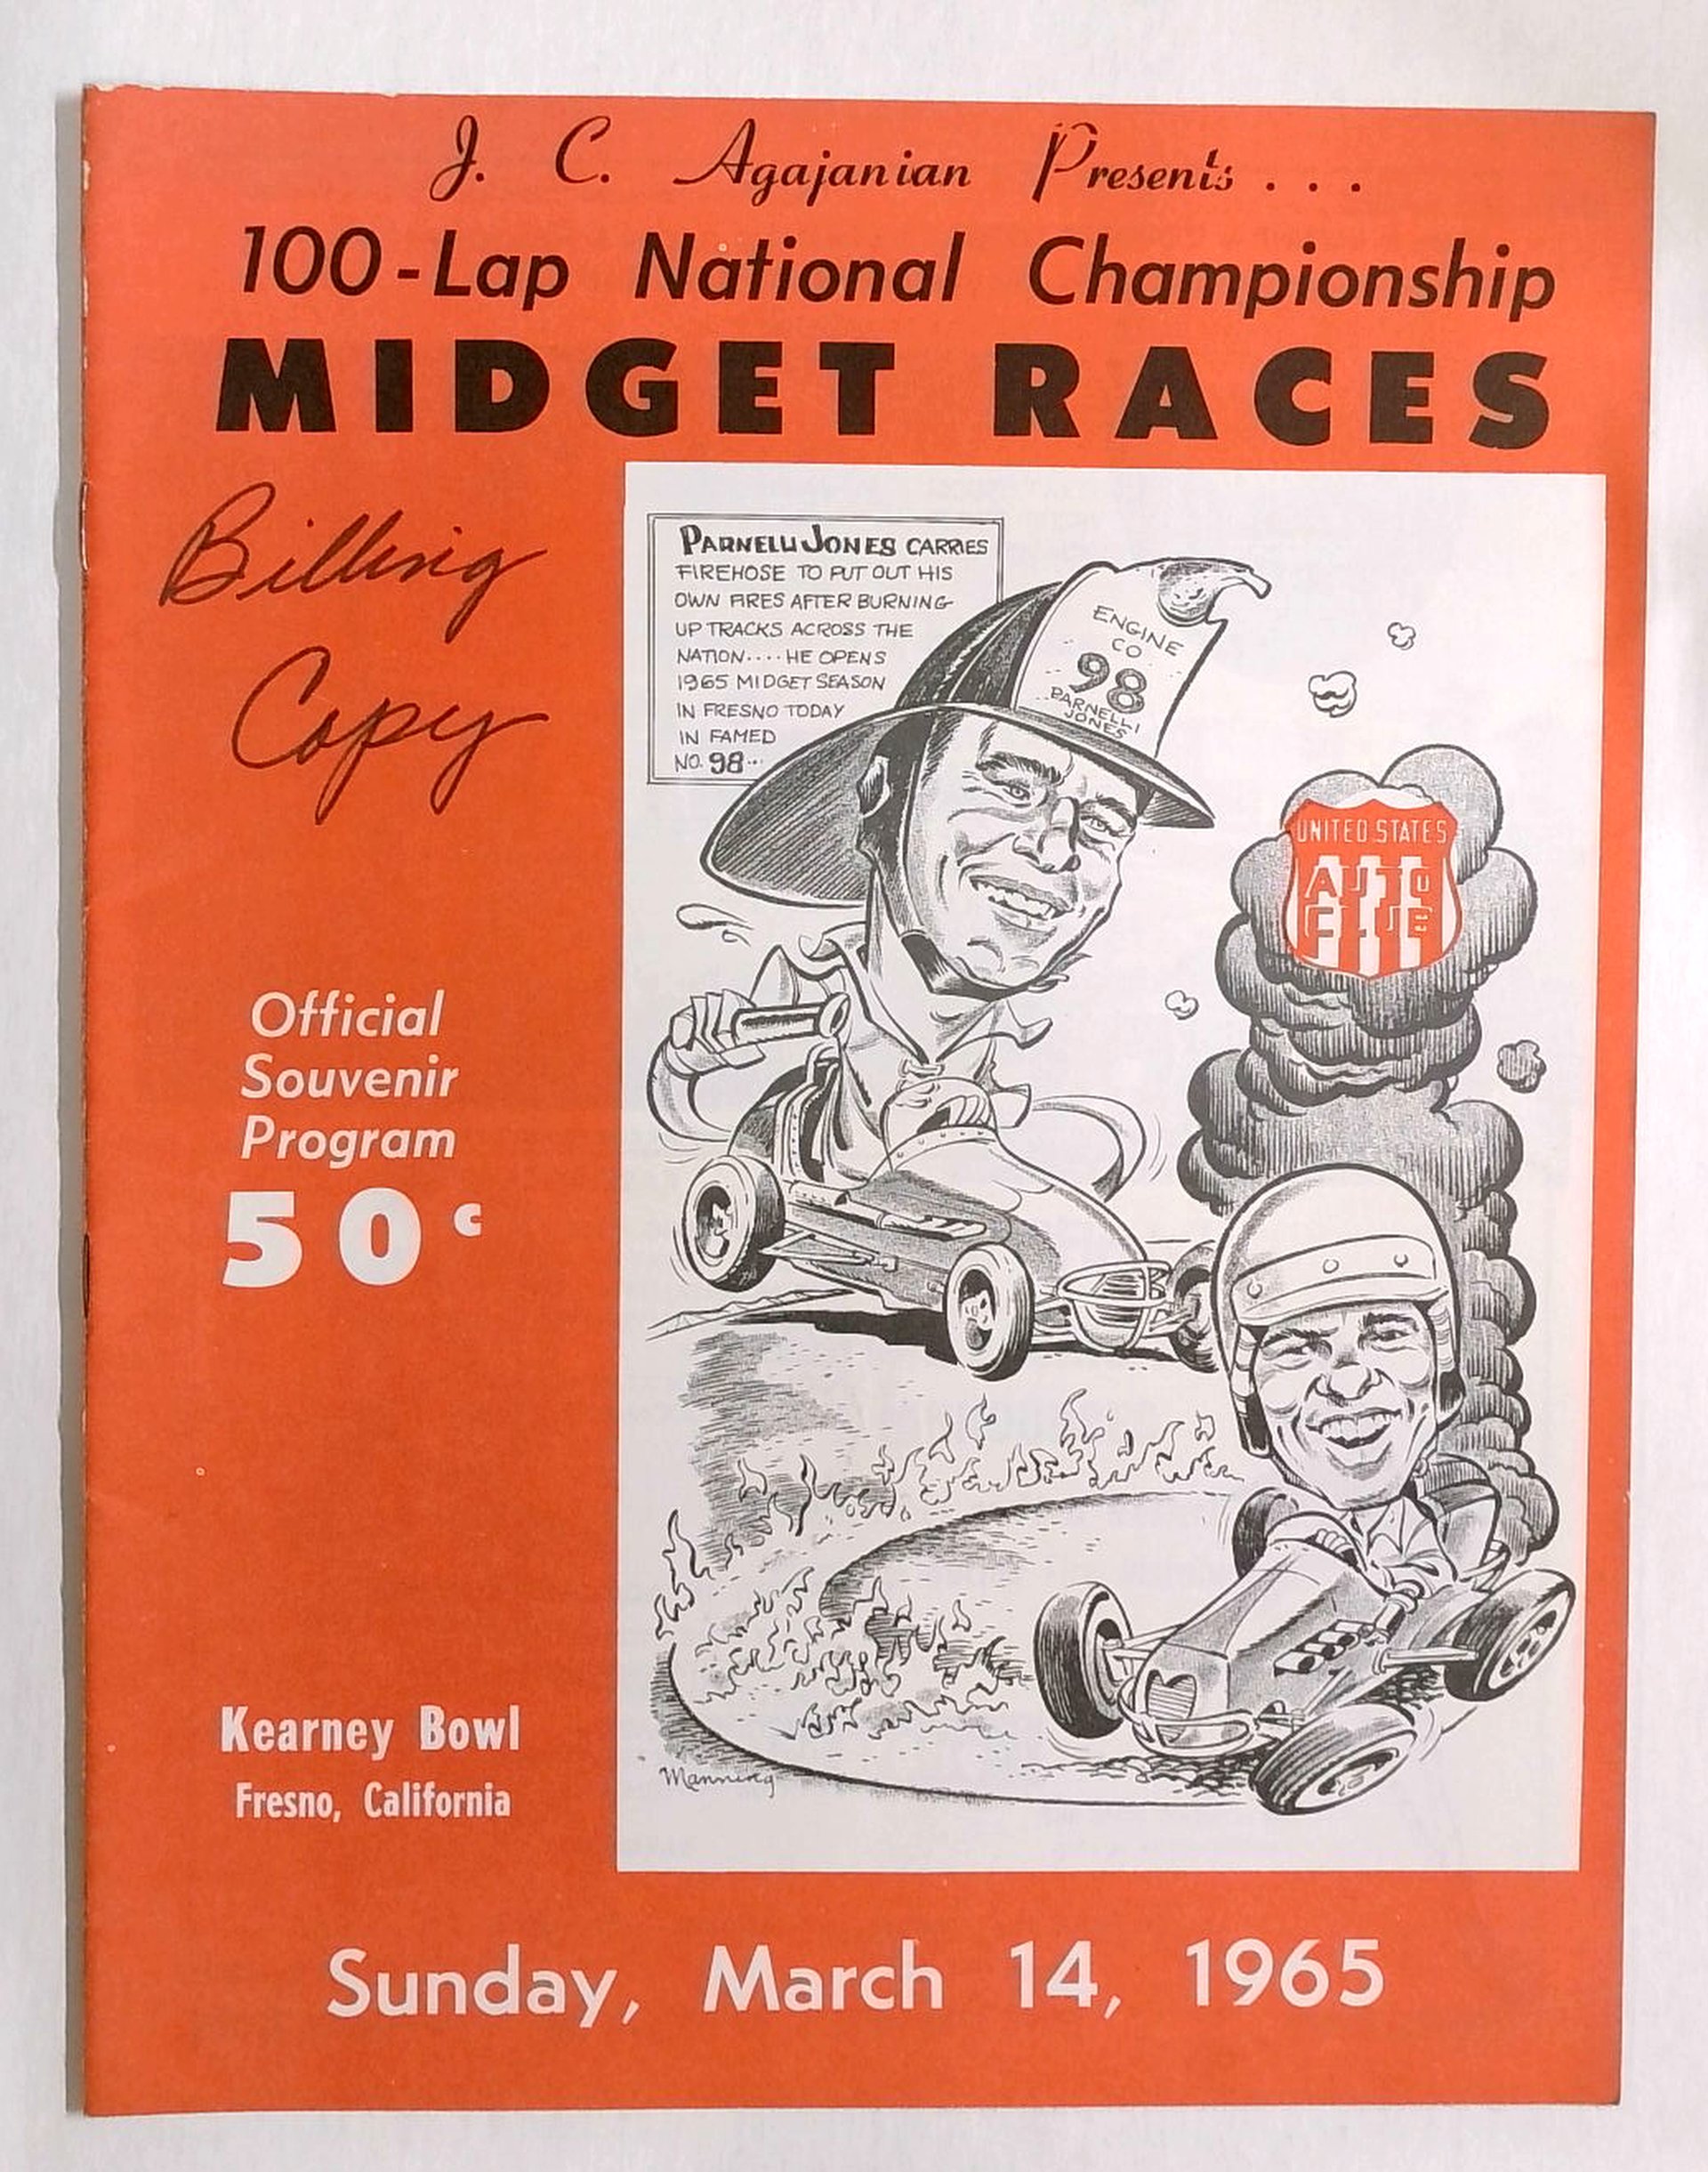 J. C. Agajanian Presents . . .
100-Lap National Championship
MIDGET RACES
Billing
Copy
PARNELLI JONES CARRIES
FIREHOSE TO PUT OUT HIS
OWN FIRES AFTER BURNING
UP TRACKS ACROSS THE
NATION.... HE OPENS
1965 MIDGET SEASON
IN FRESNO TODAY
IN FAMED
NO. 98...
ENGINE
CO
98
PARNELLI
JONES
UNITED STATES
AUTO
CLUB
Official
Souvenir
Program
50c
Kearney Bowl
Fresno, California
Manning
Sunday, March 14, 1965